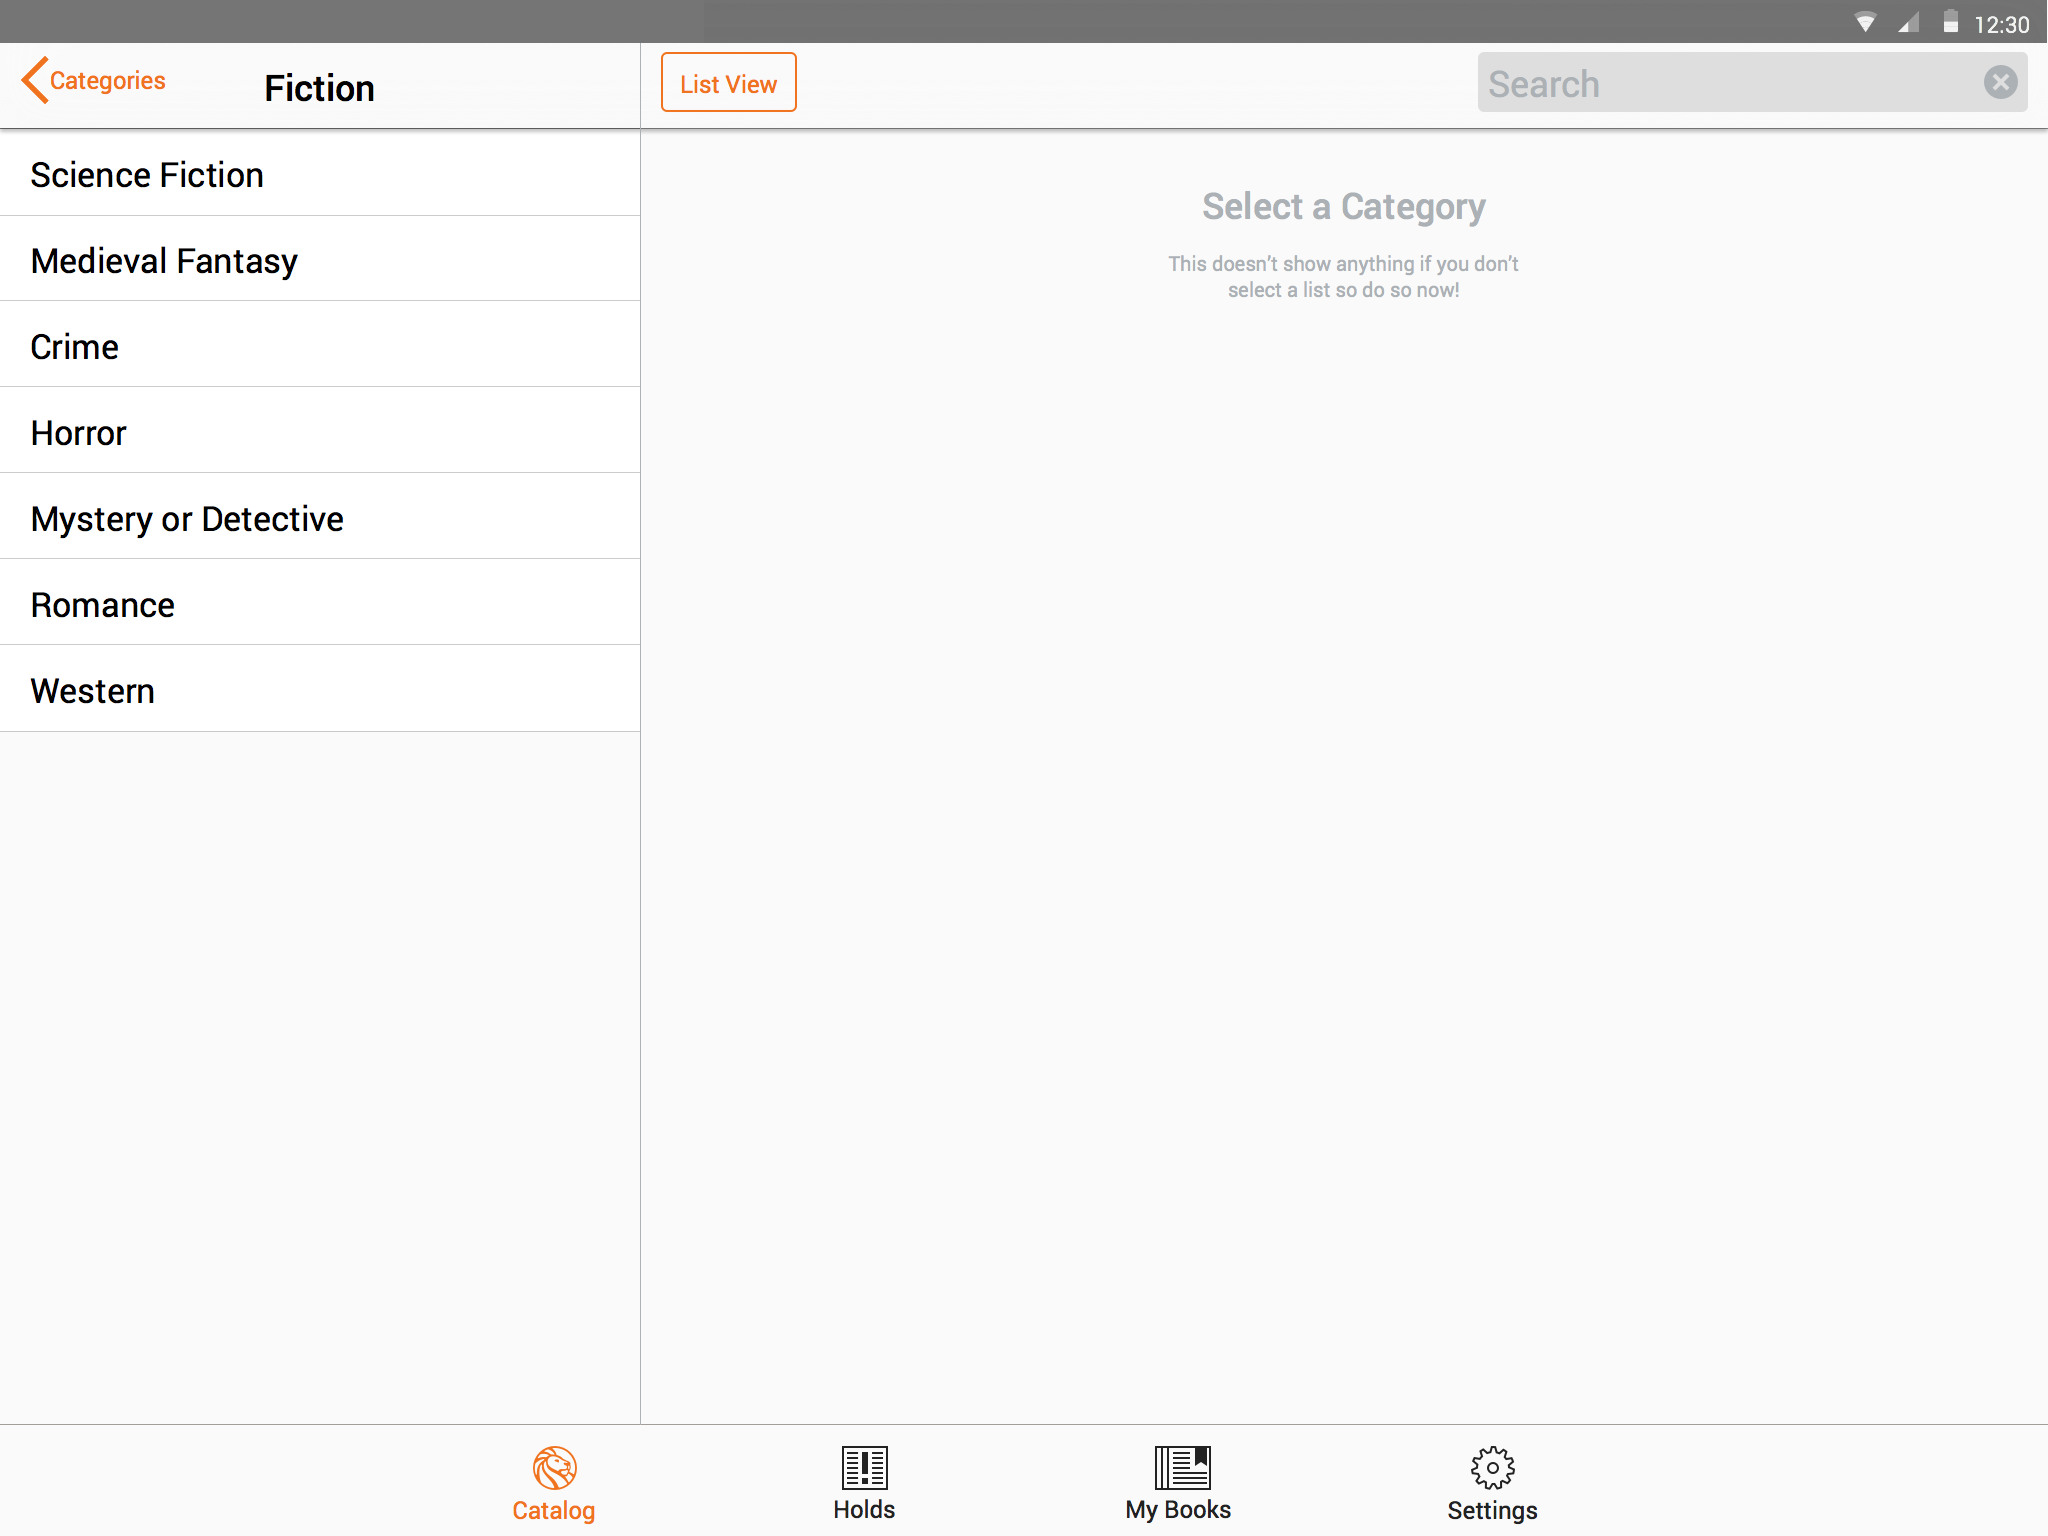 12:30
Categories
Fiction
List View
Search
Science Fiction
Medieval Fantasy
Crime
Horror
Mystery or Detective
Romance
Western
Select a Category
This doesn’t show anything if you don’t
select a list so do so now!
Catalog
Holds
My Books
Settings